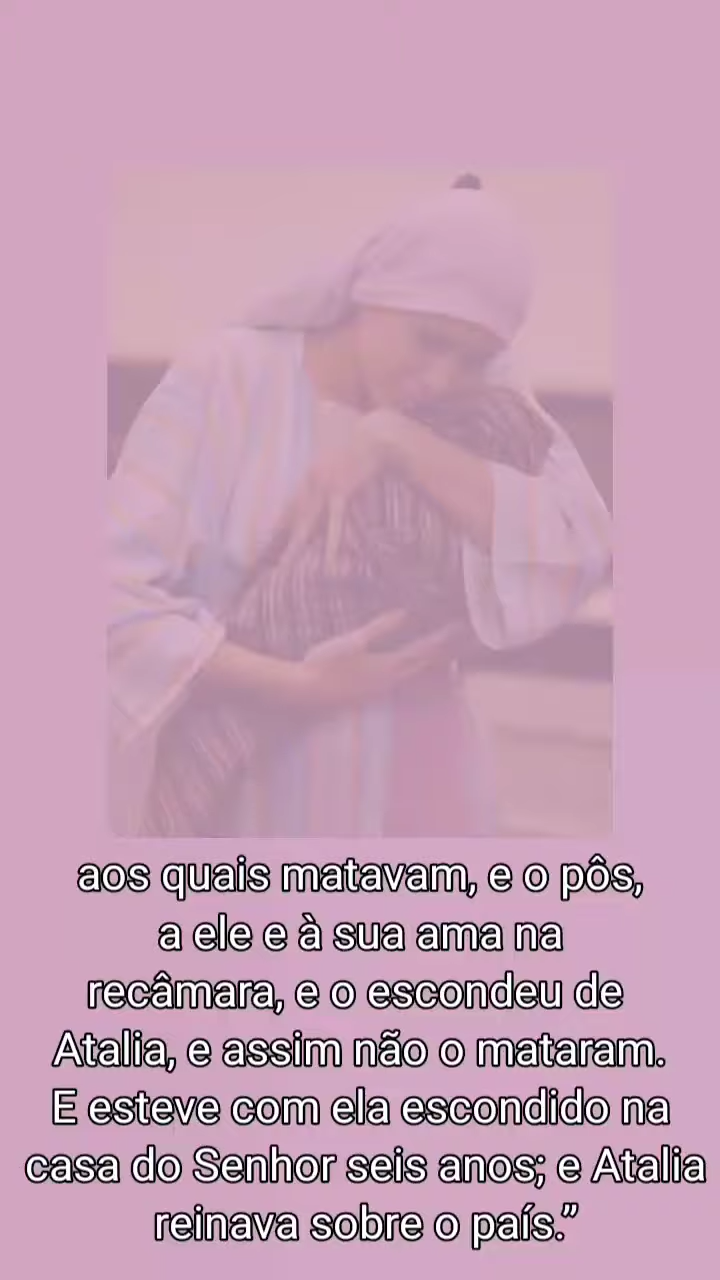 aos quais matavam, e o pôs,
a ele e à sua ama na
recâmara, e o escondeu de
Atalia, e assim não o mataram.
E esteve com ela escondido na
casa do Senhor seis anos; e Atalia
reinava sobre o país.”